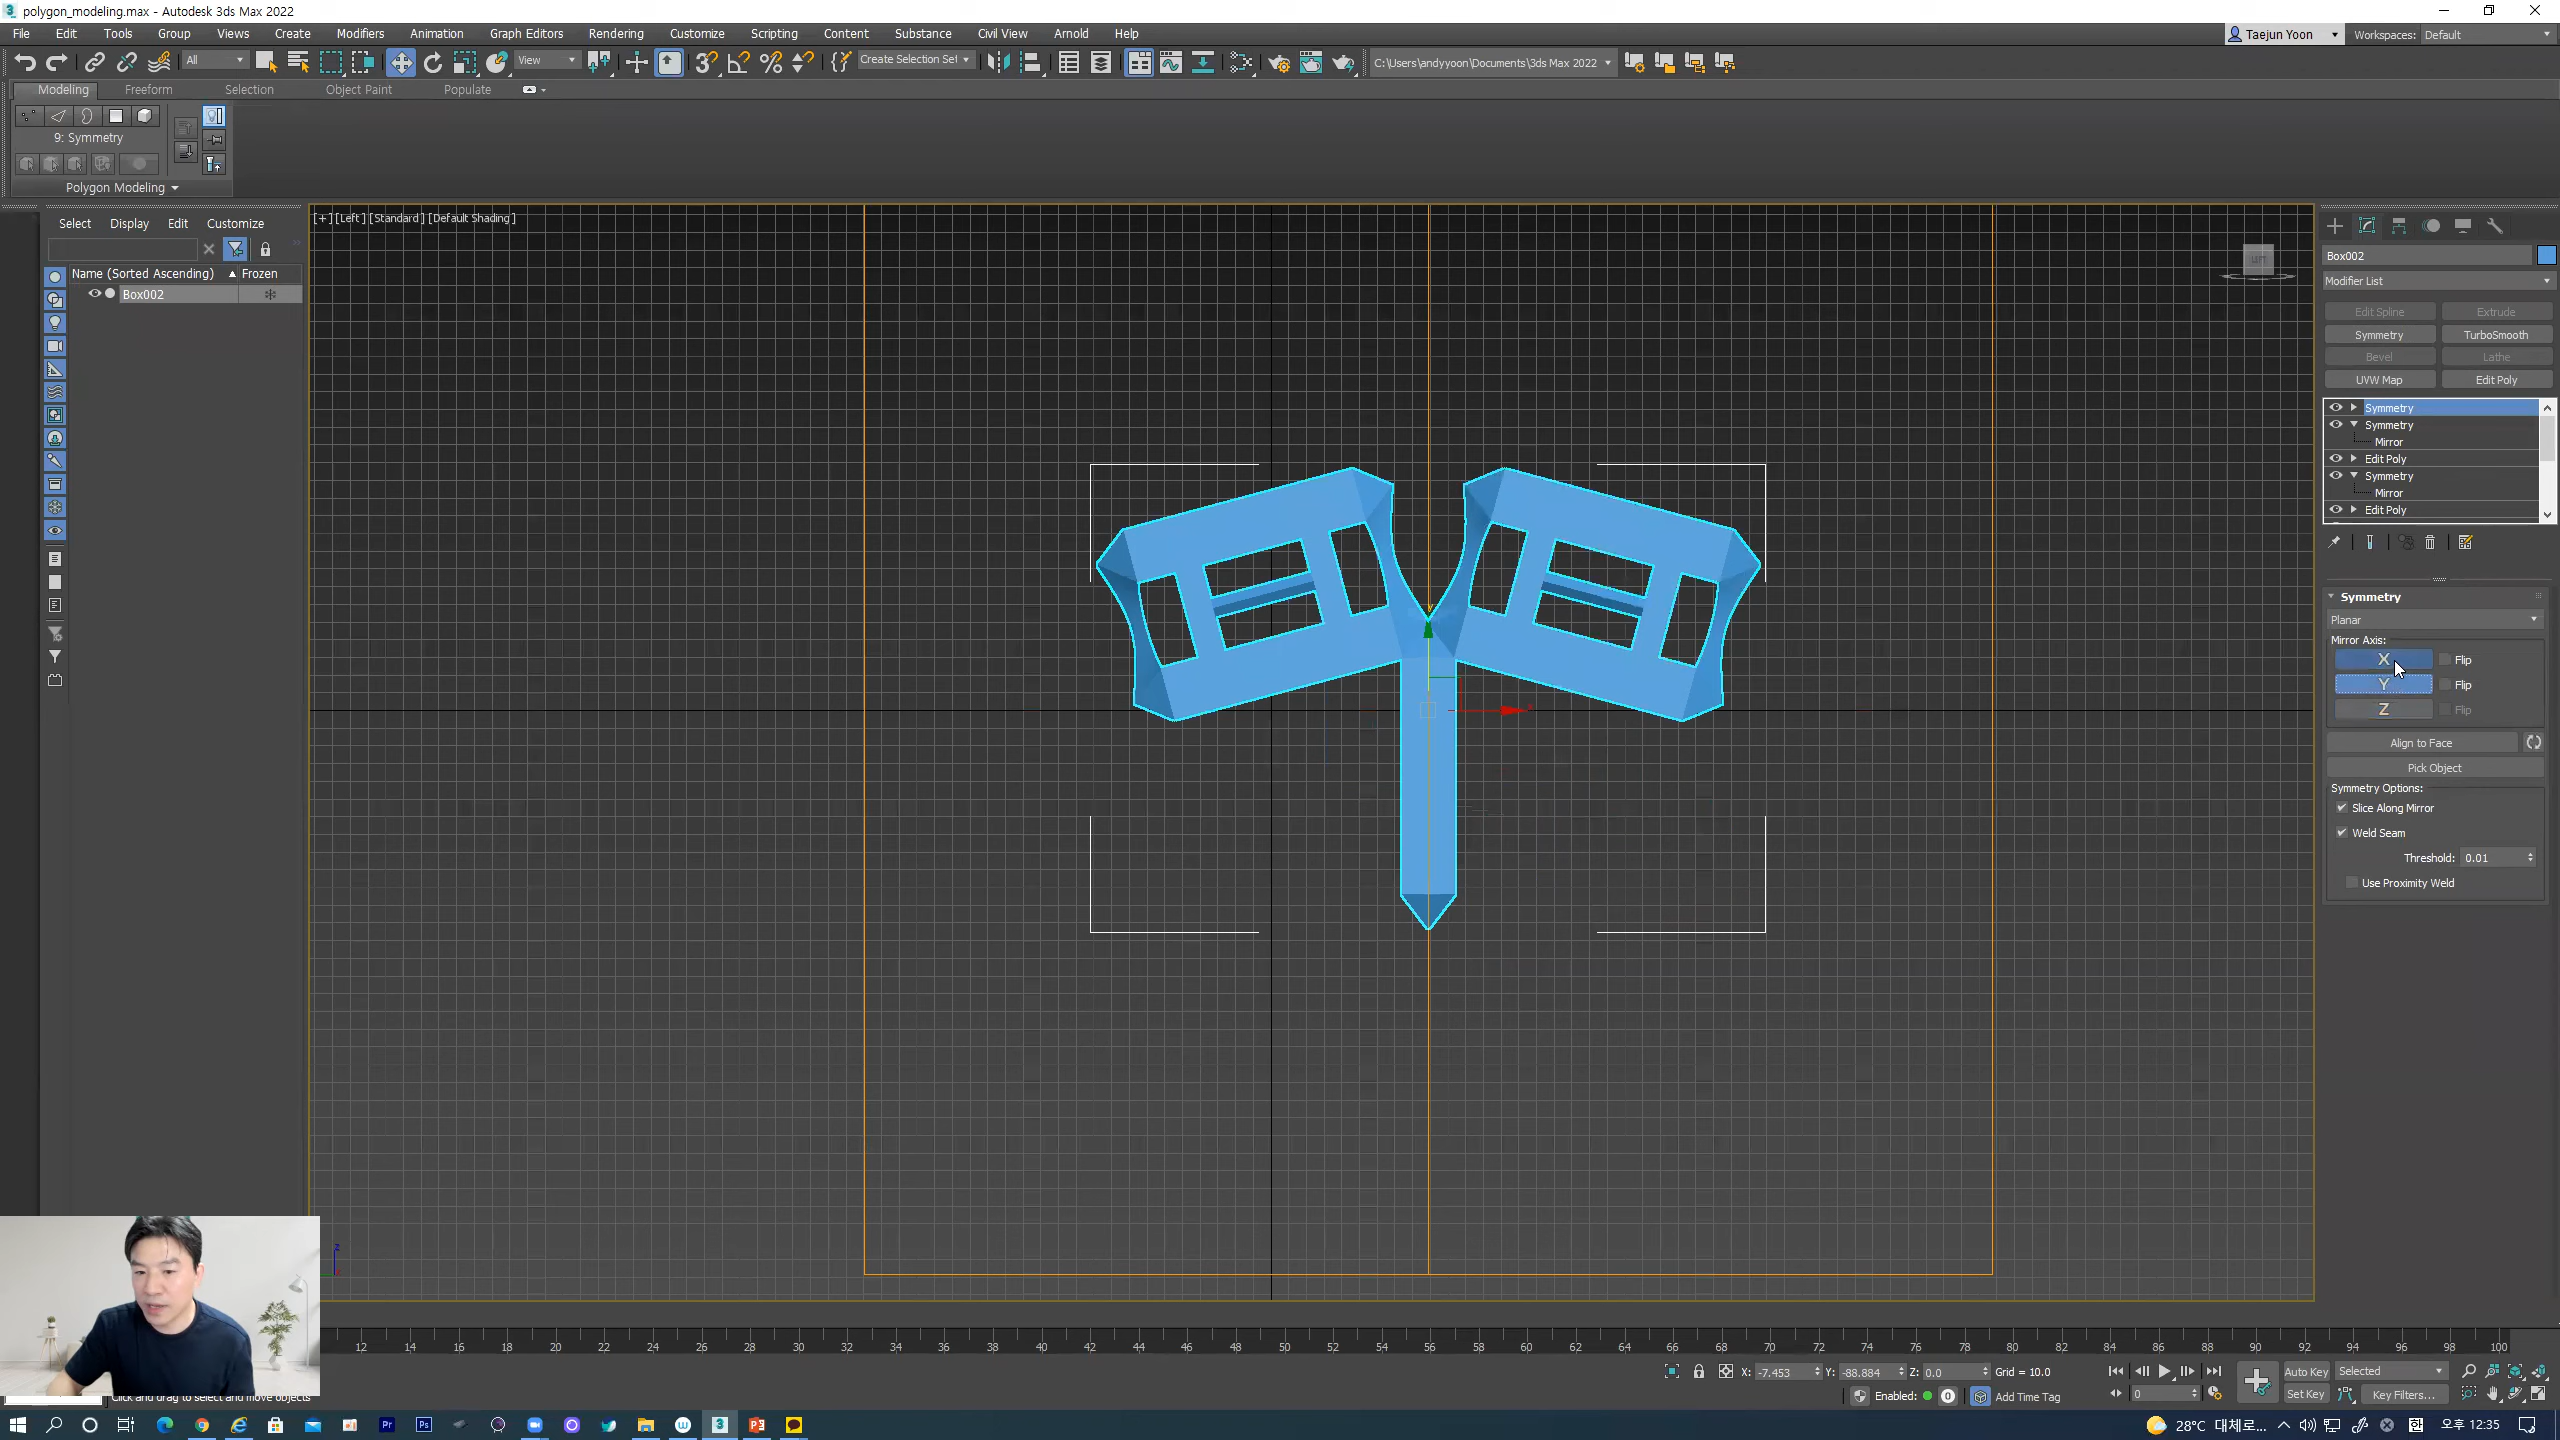 polygon_modeling.max - Autodesk 3ds Max 2022
File Edit Tools Group Views Create Modifiers Animation Graph Editors Rendering Customize Scripting Content Substance Civil View Arnold Help
Taejun Yoon Workspaces: Default
All View Create Selection Set C:\Users\andyyoon\Documents\3ds Max 2022
Modeling Freeform Selection Object Paint Populate
9: Symmetry
Polygon Modeling
Select Display Edit Customize
Name (Sorted Ascending) Frozen
Box002
[+] [Left] [Standard] [Default Shading]
LEFT
Box002
Modifier List
Edit Spline Extrude
Symmetry TurboSmooth
Bevel Lathe
UVW Map Edit Poly
Symmetry
Symmetry
Mirror
Edit Poly
Symmetry
Mirror
Edit Poly
Symmetry
Planar
Mirror Axis:
X Flip
Y Flip
Z Flip
Align to Face
Pick Object
Symmetry Options:
Slice Along Mirror
Weld Seam
Threshold: 0.01
Use Proximity Weld
12 14 16 18 20 22 24 26 28 30 32 34 36 38 40 42 44 46 48 50 52 54 56 58 60 62 64 66 68 70 72 74 76 78 80 82 84 86 88 90 92 94 96 98 100
X: -7.453 Y: -88.884 Z: 0.0 Grid = 10.0 Auto Key Selected
Click and drag to select and move objects Enabled: 0 Add Time Tag 0 Set Key Key Filters...
28°C 대체로... 한 오후 12:35